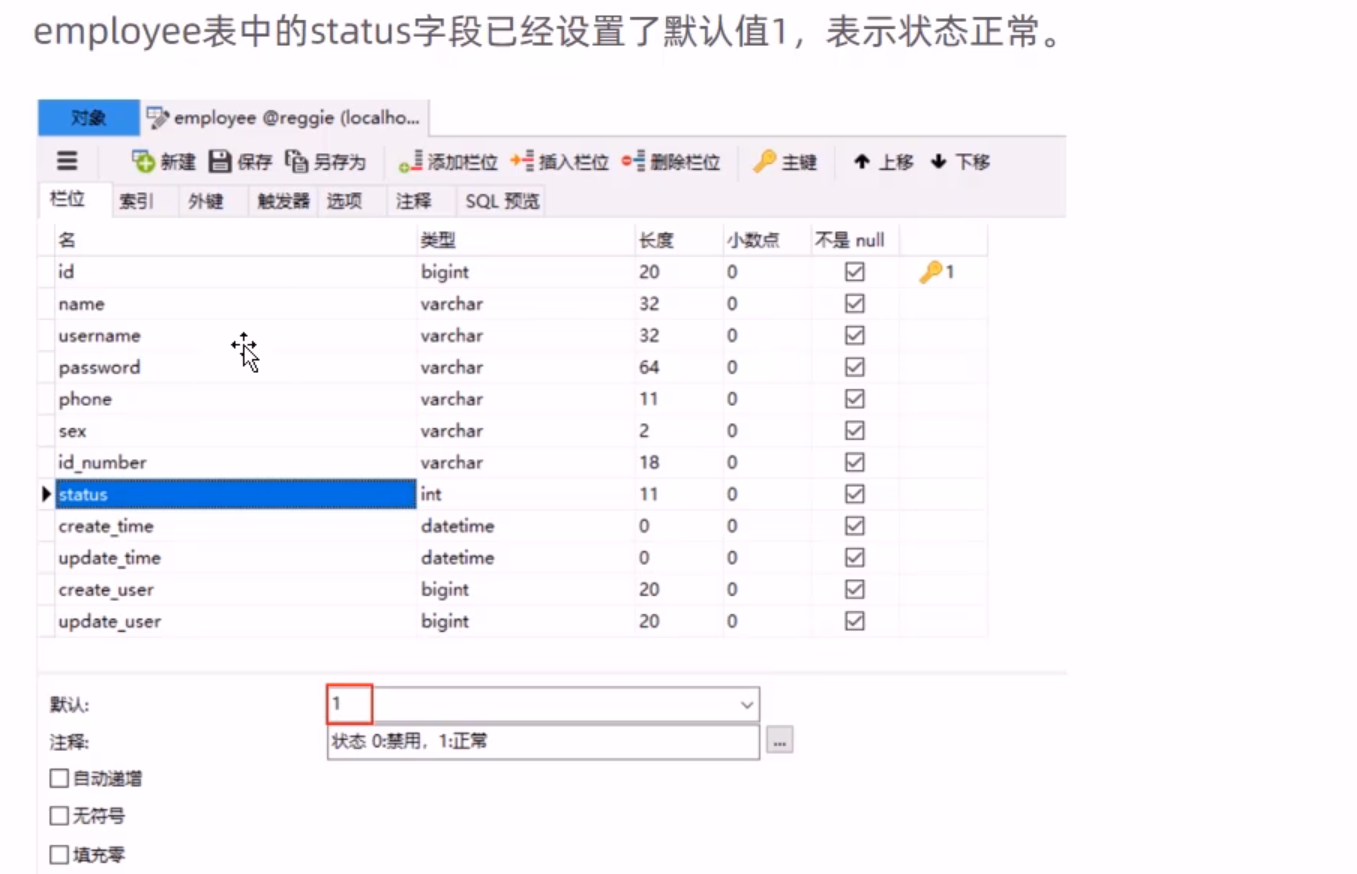 employee表中的status字段已经设置了默认值1，表示状态正常。
对象 employee @reggie (localho...
新建 保存 另存为 添加栏位 插入栏位 删除栏位 主键 上移 下移
栏位 索引 外键 触发器 选项 注释 SQL 预览
名 类型 长度 小数点 不是 null
id bigint 20 0 1
name varchar 32 0
username varchar 32 0
password varchar 64 0
phone varchar 11 0
sex varchar 2 0
id_number varchar 18 0
status int 11 0
create_time datetime 0 0
update_time datetime 0 0
create_user bigint 20 0
update_user bigint 20 0
默认: 1
注释: 状态 0:禁用，1:正常 ...
自动递增
无符号
填充零